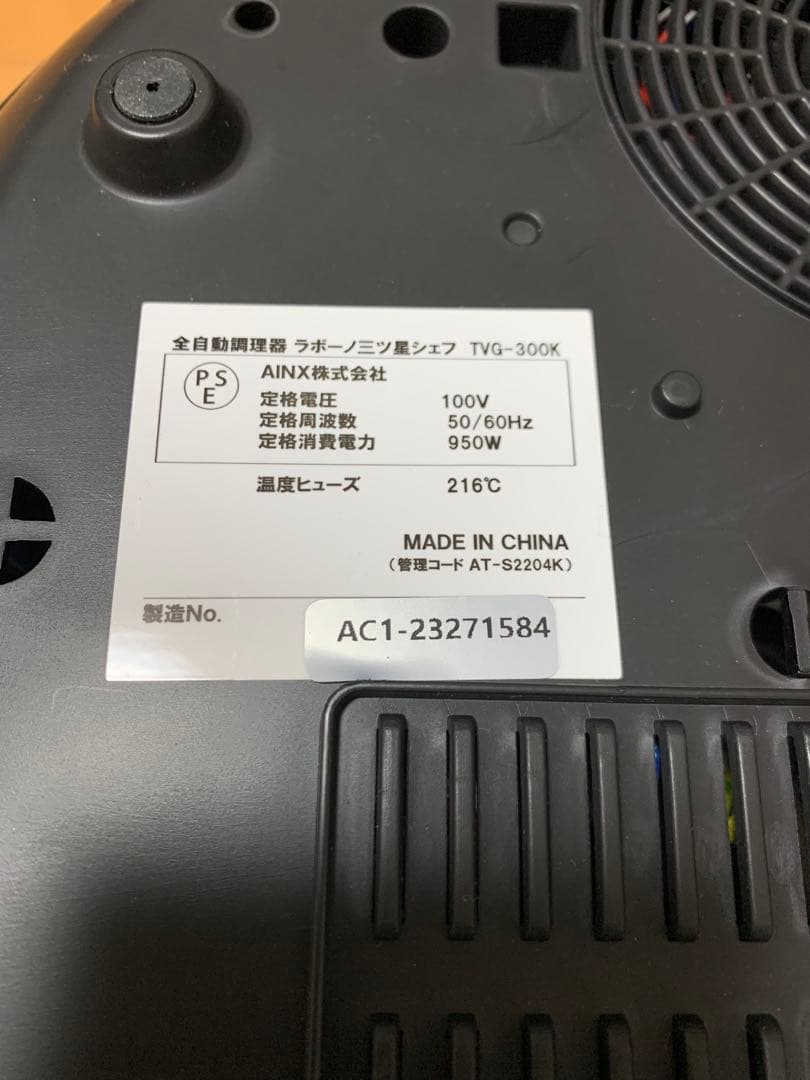 全自動調理器 ラボーノ三ツ星シェフ TVG-300K
PSE
AINX株式会社
定格電圧 100V
定格周波数 50/60Hz
定格消費電力 950W
温度ヒューズ 216℃
MADE IN CHINA
(管理コード AT-S2204K)
製造No. AC1-23271584